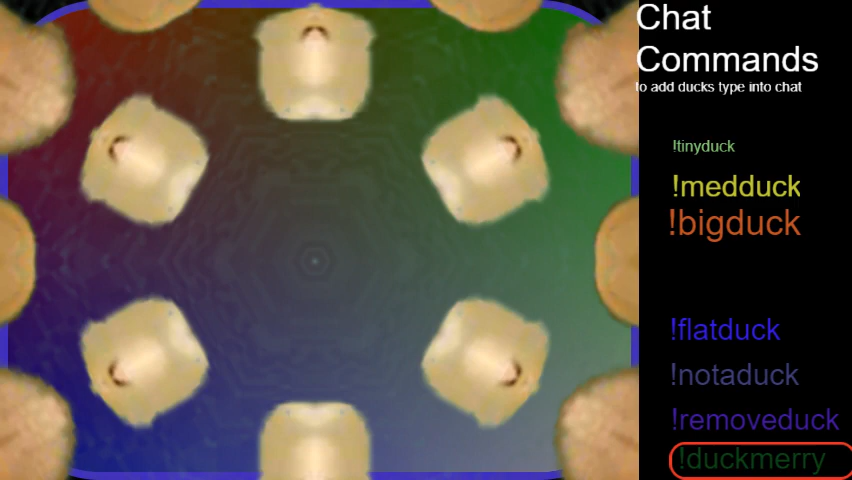 Chat
Commands
to add ducks type into chat
!tinyduck
!medduck
!bigduck
!flatduck
!notaduck
!removeduck
!duckmerry